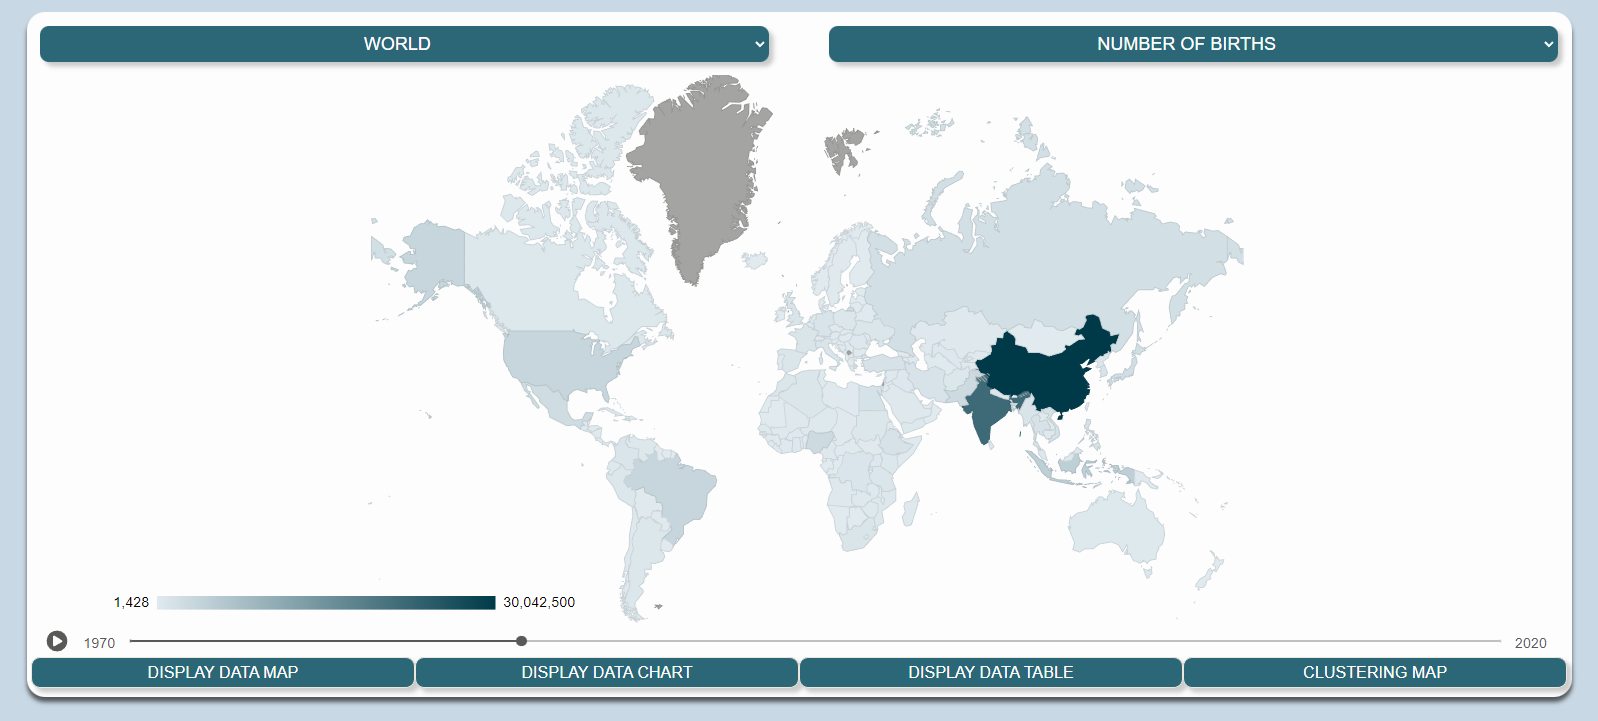 WORLD
NUMBER OF BIRTHS
1,428
30,042,500
1970
2020
DISPLAY DATA MAP
DISPLAY DATA CHART
DISPLAY DATA TABLE
CLUSTERING MAP